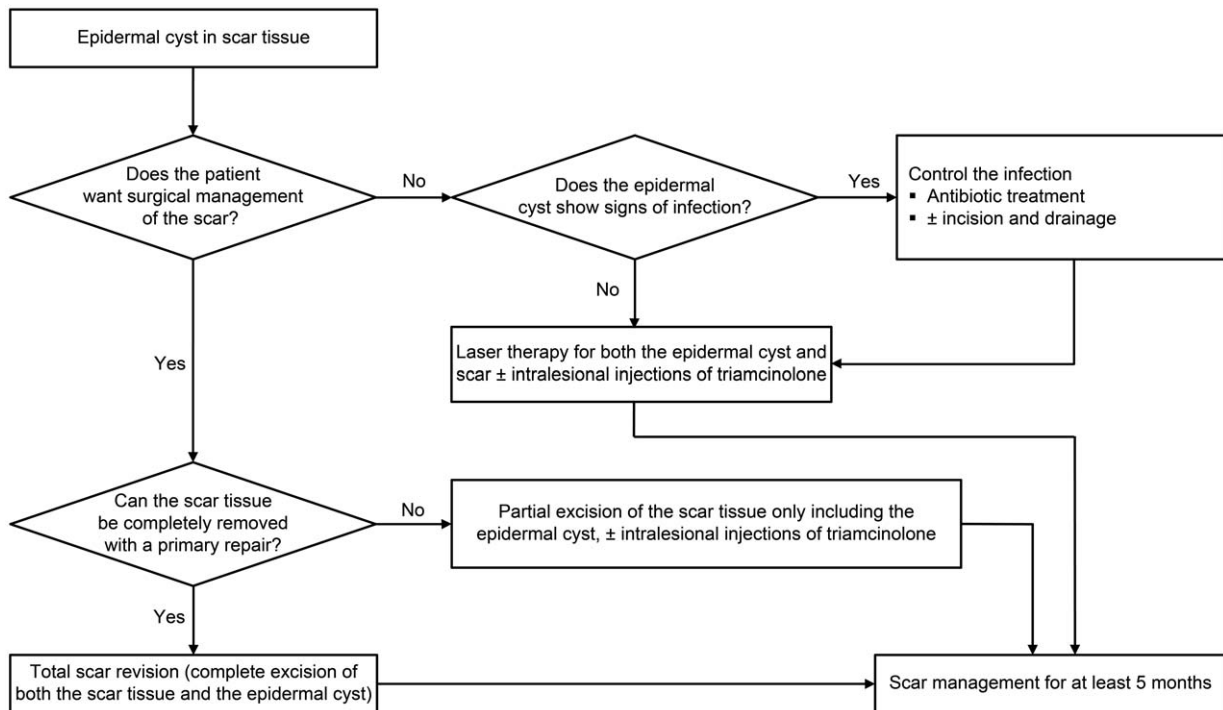 Epidermal cyst in scar tissue
Does the patient
want surgical management
of the scar?
No
Does the epidermal
cyst show signs of infection?
Yes
Control the infection
▪ Antibiotic treatment
▪ ± incision and drainage
No
Laser therapy for both the epidermal cyst and
scar ± intralesional injections of triamcinolone
Yes
Can the scar tissue
be completely removed
with a primary repair?
No
Partial excision of the scar tissue only including the
epidermal cyst, ± intralesional injections of triamcinolone
Yes
Total scar revision (complete excision of
both the scar tissue and the epidermal cyst)
Scar management for at least 5 months